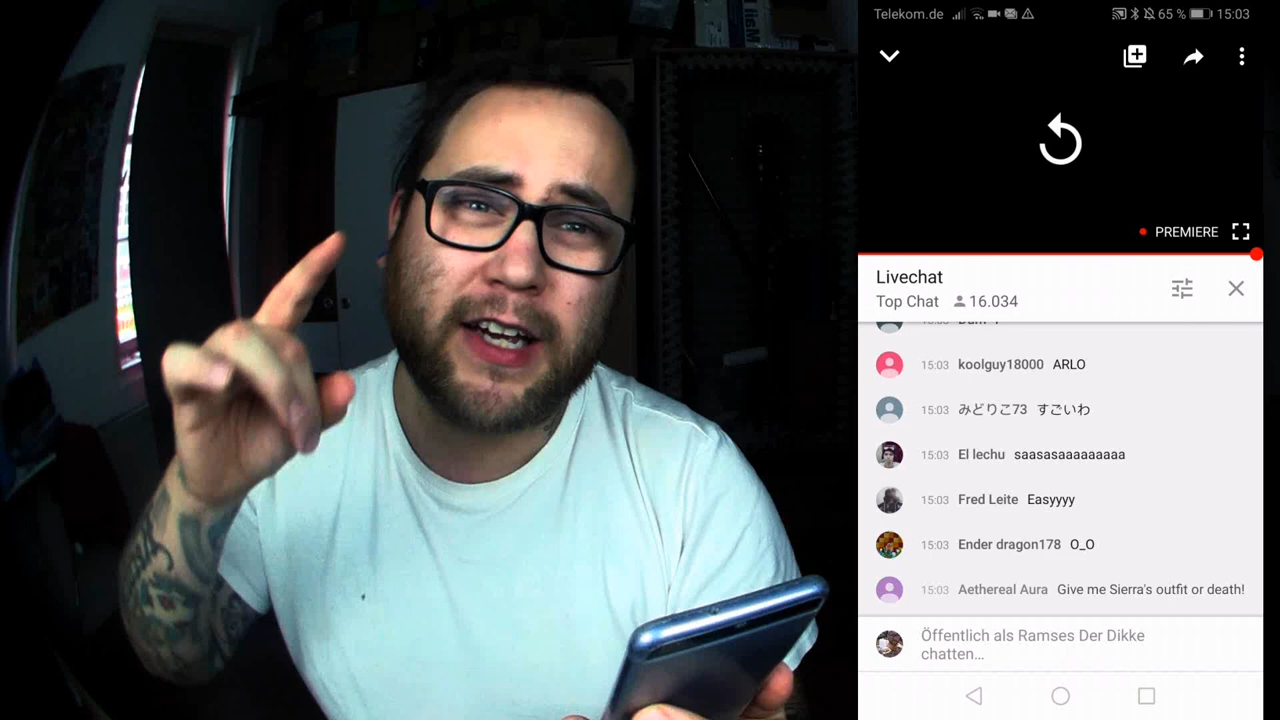 Telekom.de 65 % 15:03
PREMIERE
Livechat
Top Chat 16.034
15:03 koolguy18000 ARLO
15:03 みどりこ73 すごいわ
15:03 El lechu saasasaaaaaaaaa
15:03 Fred Leite Easyyyy
15:03 Ender dragon178 O_O
15:03 Aethereal Aura Give me Sierra's outfit or death!
Öffentlich als Ramses Der Dikke
chatten…